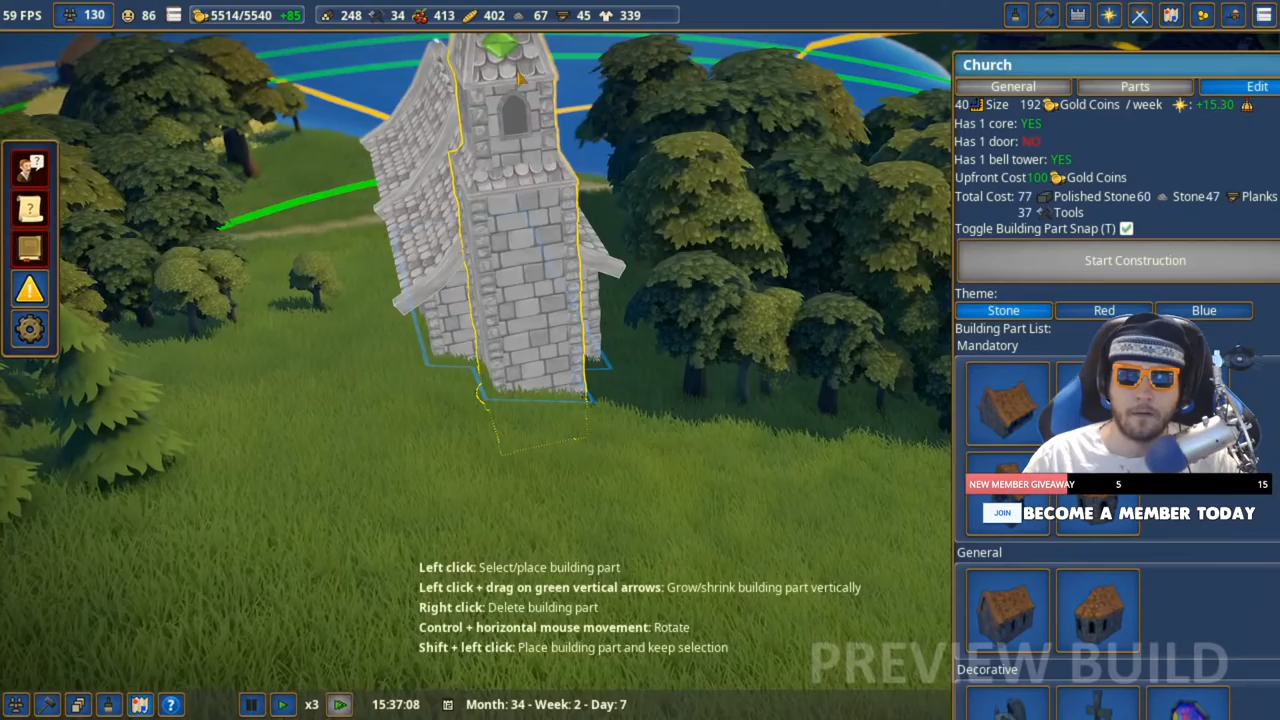 59 FPS 130 86 5514/5540 +85 248 34 413 402 67 45 339
Church
General Parts Edit
40 Size 192 Gold Coins / week : +15.30
Has 1 core: YES
Has 1 door: NO
Has 1 bell tower: YES
Upfront Cost100 Gold Coins
Total Cost: 77 Polished Stone60 Stone47 Planks
37 Tools
Toggle Building Part Snap (T)
Start Construction
Theme:
Stone Red Blue
Building Part List:
Mandatory
NEW MEMBER GIVEAWAY 5 15
JOIN BECOME A MEMBER TODAY
General
Left click: Select/place building part
Left click + drag on green vertical arrows: Grow/shrink building part vertically
Right click: Delete building part
Control + horizontal mouse movement: Rotate
Shift + left click: Place building part and keep selection
PREVIEW BUILD
Decorative
x3 15:37:08 Month: 34 - Week: 2 - Day: 7